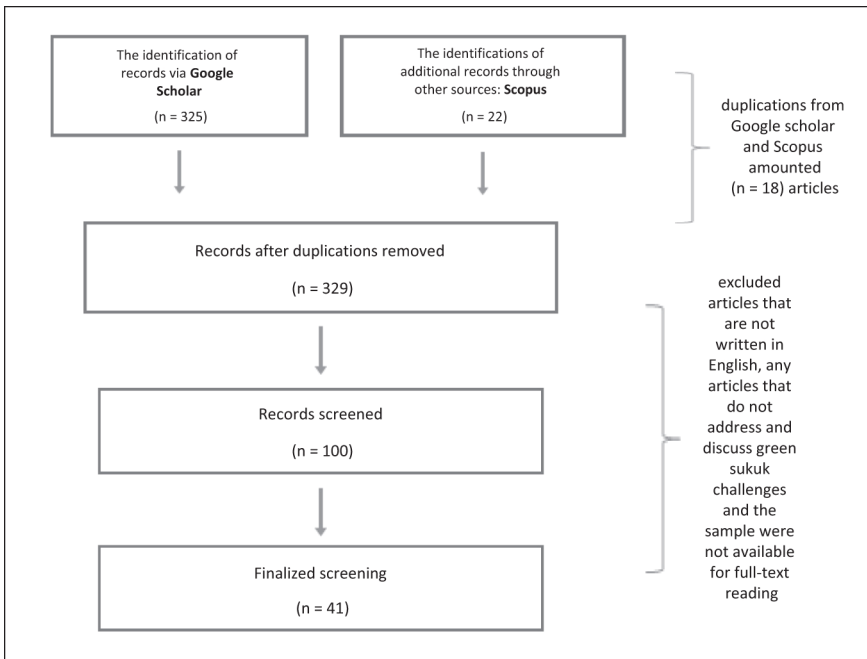 The identification of
records via Google
Scholar
(n = 325)
The identifications of
additional records through
other sources: Scopus
(n = 22)
duplications from
Google scholar
and Scopus
amounted
(n = 18) articles
Records after duplications removed
(n = 329)
excluded
articles that
are not
written in
English, any
articles that
do not
address and
discuss green
sukuk
challenges
and the
sample were
not available
for full-text
reading
Records screened
(n = 100)
Finalized screening
(n = 41)